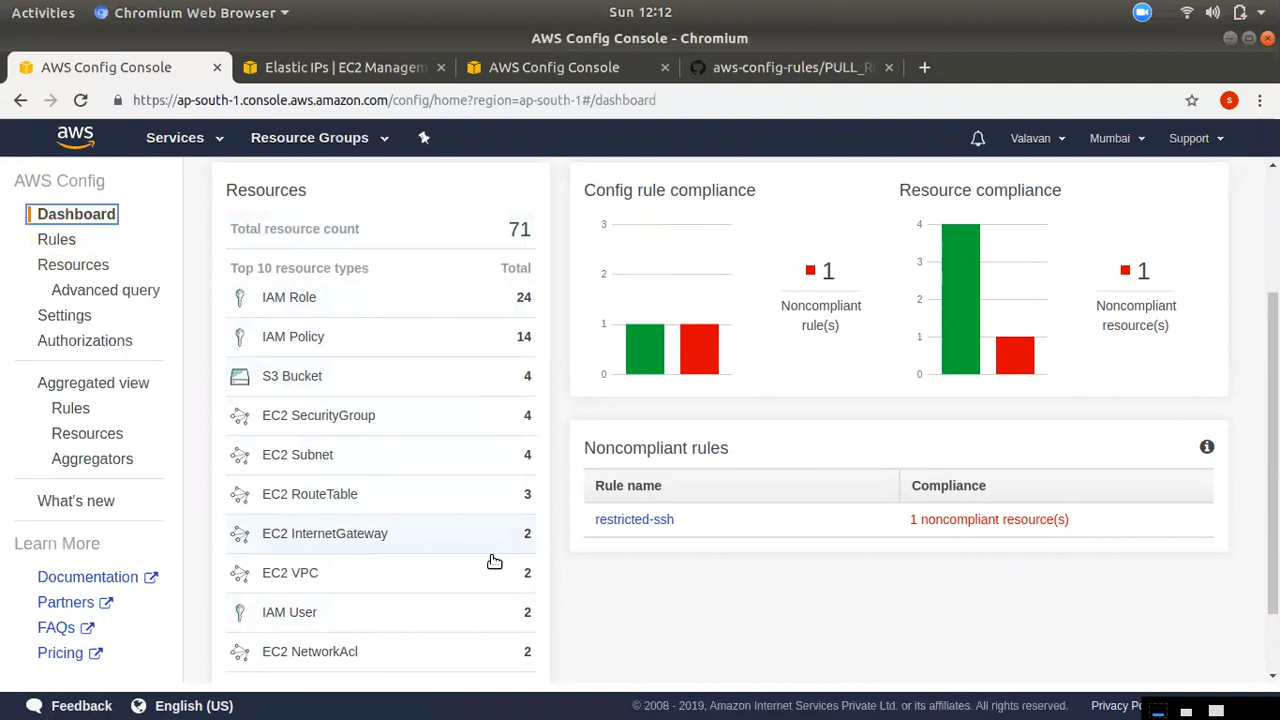 Activities Chromium Web Browser Sun 12:12
AWS Config Console - Chromium
AWS Config Console Elastic IPs | EC2 Managem AWS Config Console aws-config-rules/PULL_R
https://ap-south-1.console.aws.amazon.com/config/home?region=ap-south-1#/dashboard S
aws Services Resource Groups Valavan Mumbai Support
AWS Config
Dashboard
Rules
Resources
Advanced query
Settings
Authorizations
Aggregated view
Rules
Resources
Aggregators
What's new
Learn More
Documentation
Partners
FAQs
Pricing
Resources
Total resource count 71
Top 10 resource types Total
IAM Role 24
IAM Policy 14
S3 Bucket 4
EC2 SecurityGroup 4
EC2 Subnet 4
EC2 RouteTable 3
EC2 InternetGateway 2
EC2 VPC 2
IAM User 2
EC2 NetworkAcl 2
Config rule compliance
3
2
1
0
1
Noncompliant
rule(s)
Resource compliance
4
3
2
1
0
1
Noncompliant
resource(s)
Noncompliant rules
Rule name Compliance
restricted-ssh 1 noncompliant resource(s)
Feedback English (US) © 2008 - 2019, Amazon Internet Services Private Ltd. or its affiliates. All rights reserved. Privacy Po